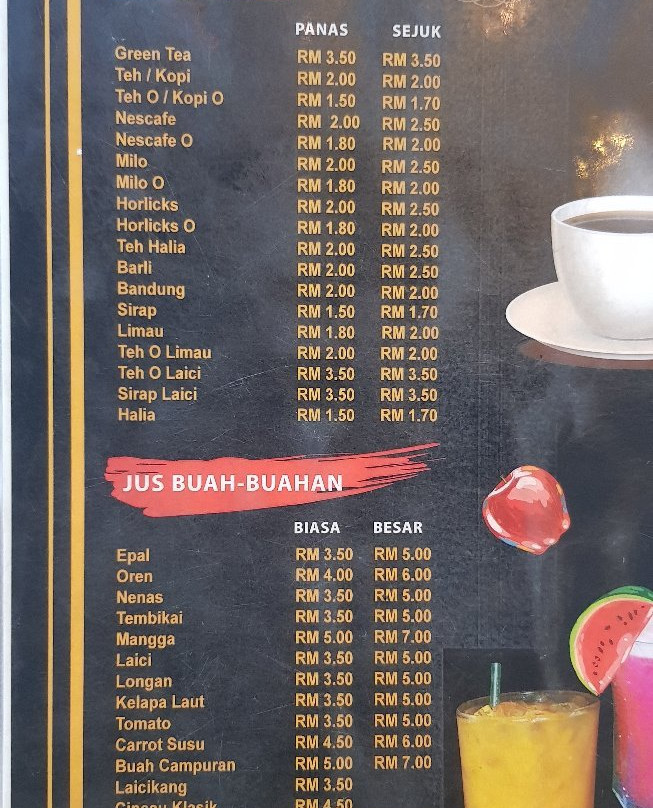 PANAS SEJUK
Green Tea RM 3.50 RM 3.50
Teh / Kopi RM 2.00 RM 2.00
Teh O / Kopi O RM 1.50 RM 1.70
Nescafe RM 2.00 RM 2.50
Nescafe O RM 1.80 RM 2.00
Milo RM 2.00 RM 2.50
Milo O RM 1.80 RM 2.00
Horlicks RM 2.00 RM 2.50
Horlicks O RM 1.80 RM 2.00
Teh Halia RM 2.00 RM 2.50
Barli RM 2.00 RM 2.50
Bandung RM 2.00 RM 2.00
Sirap RM 1.50 RM 1.70
Limau RM 1.80 RM 2.00
Teh O Limau RM 2.00 RM 2.00
Teh O Laici RM 3.50 RM 3.50
Sirap Laici RM 3.50 RM 3.50
Halia RM 1.50 RM 1.70
JUS BUAH-BUAHAN
BIASA BESAR
Epal RM 3.50 RM 5.00
Oren RM 4.00 RM 6.00
Nenas RM 3.50 RM 5.00
Tembikai RM 3.50 RM 5.00
Mangga RM 5.00 RM 7.00
Laici RM 3.50 RM 5.00
Longan RM 3.50 RM 5.00
Kelapa Laut RM 3.50 RM 5.00
Tomato RM 3.50 RM 5.00
Carrot Susu RM 4.50 RM 6.00
Buah Campuran RM 5.00 RM 7.00
Laicikang RM 3.50
Cincau Klasik RM 4.50